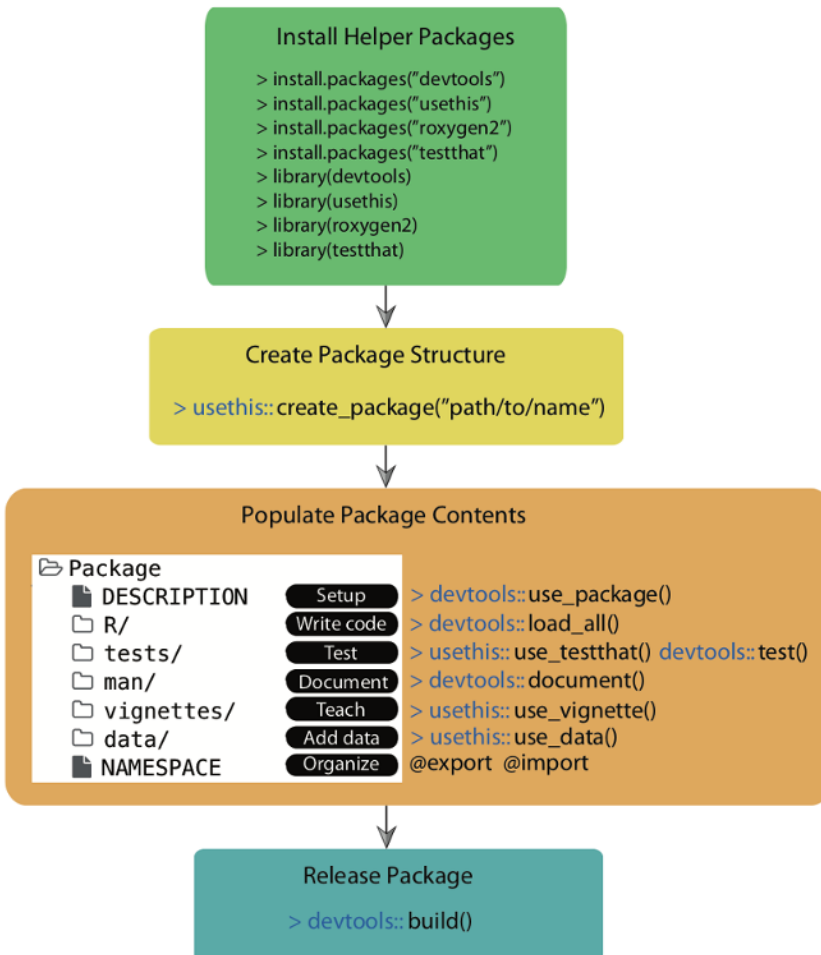 Install Helper Packages
> install.packages("devtools")
> install.packages("usethis")
> install.packages("roxygen2")
> install.packages("testthat")
> library(devtools)
> library(usethis)
> library(roxygen2)
> library(testthat)
Create Package Structure
> usethis::create_package("path/to/name")
Populate Package Contents
Package
DESCRIPTION Setup > devtools::use_package()
R/ Write code > devtools::load_all()
tests/ Test > usethis::use_testthat() devtools::test()
man/ Document > devtools::document()
vignettes/ Teach > usethis::use_vignette()
data/ Add data > usethis::use_data()
NAMESPACE Organize @export @import
Release Package
> devtools::build()